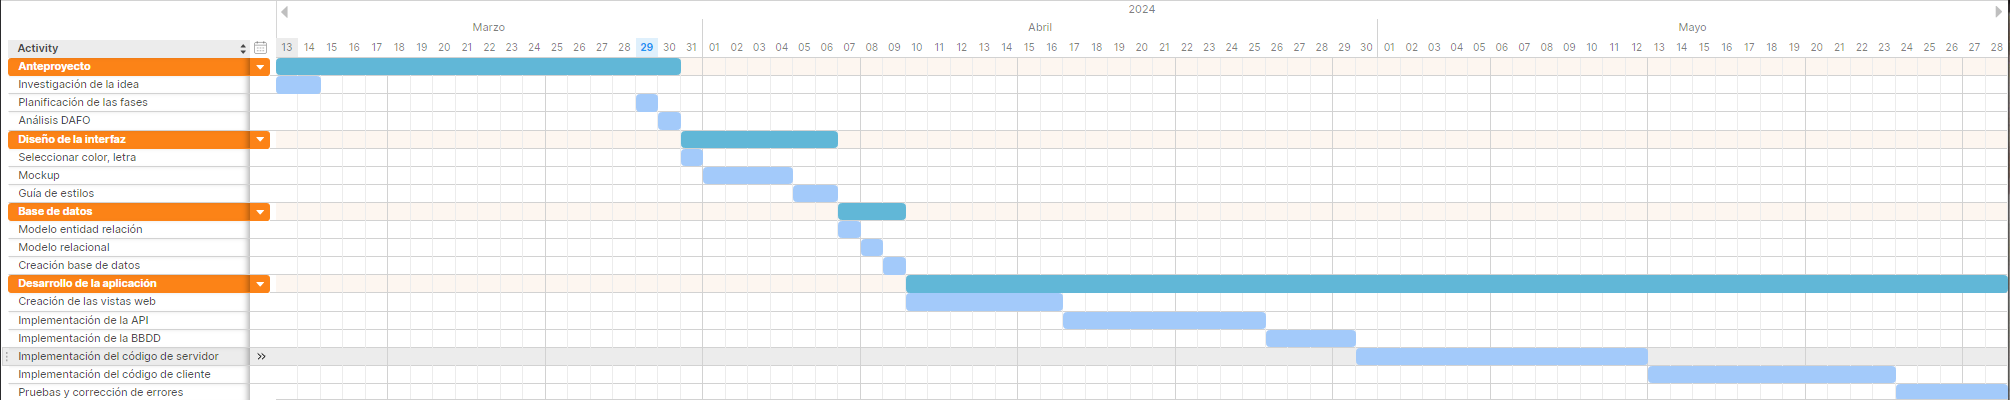 2024
Marzo Abril Mayo
Activity 13 14 15 16 17 18 19 20 21 22 23 24 25 26 27 28 29 30 31 01 02 03 04 05 06 07 08 09 10 11 12 13 14 15 16 17 18 19 20 21 22 23 24 25 26 27 28 29 30 01 02 03 04 05 06 07 08 09 10 11 12 13 14 15 16 17 18 19 20 21 22 23 24 25 26 27 28
Anteproyecto
Investigación de la idea
Planificación de las fases
Análisis DAFO
Diseño de la interfaz
Seleccionar color, letra
Mockup
Guía de estilos
Base de datos
Modelo entidad relación
Modelo relacional
Creación base de datos
Desarrollo de la aplicación
Creación de las vistas web
Implementación de la API
Implementación de la BBDD
Implementación del código de servidor
Implementación del código de cliente
Pruebas y corrección de errores